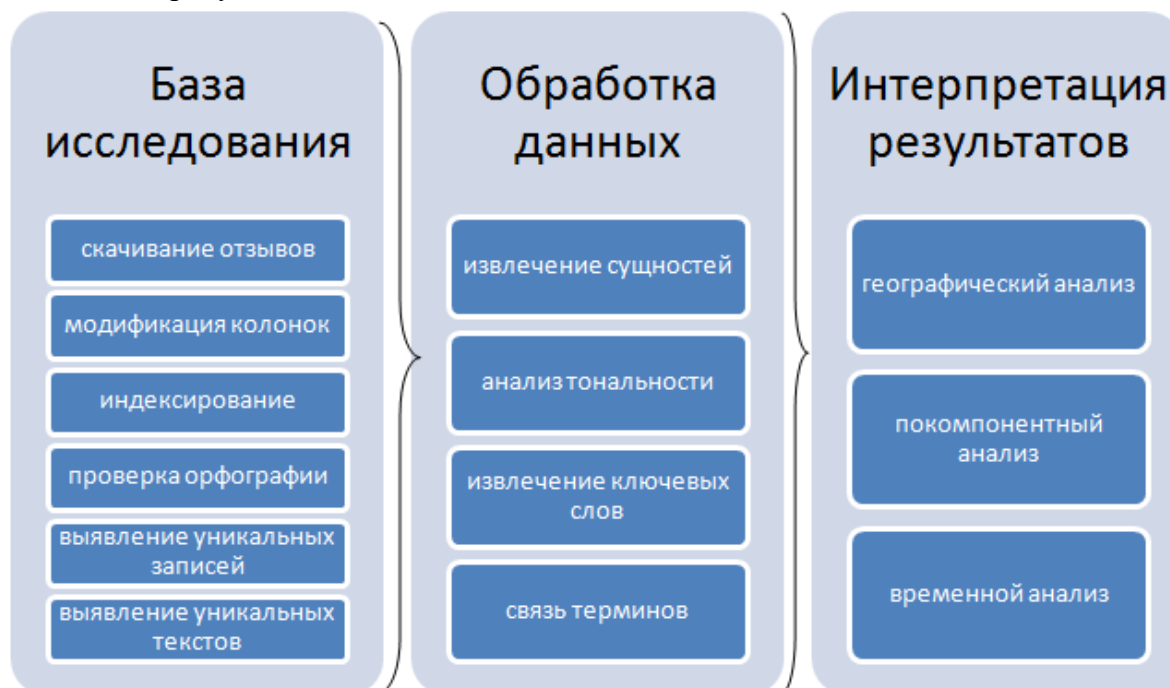 База
исследования
скачивание отзывов
модификация колонок
индексирование
проверка орфографии
выявление уникальных
записей
выявление уникальных
текстов
Обработка
данных
извлечение сущностей
анализ тональности
извлечение ключевых
слов
связь терминов
Интерпретация
результатов
географический анализ
покомпонентный
анализ
временной анализ